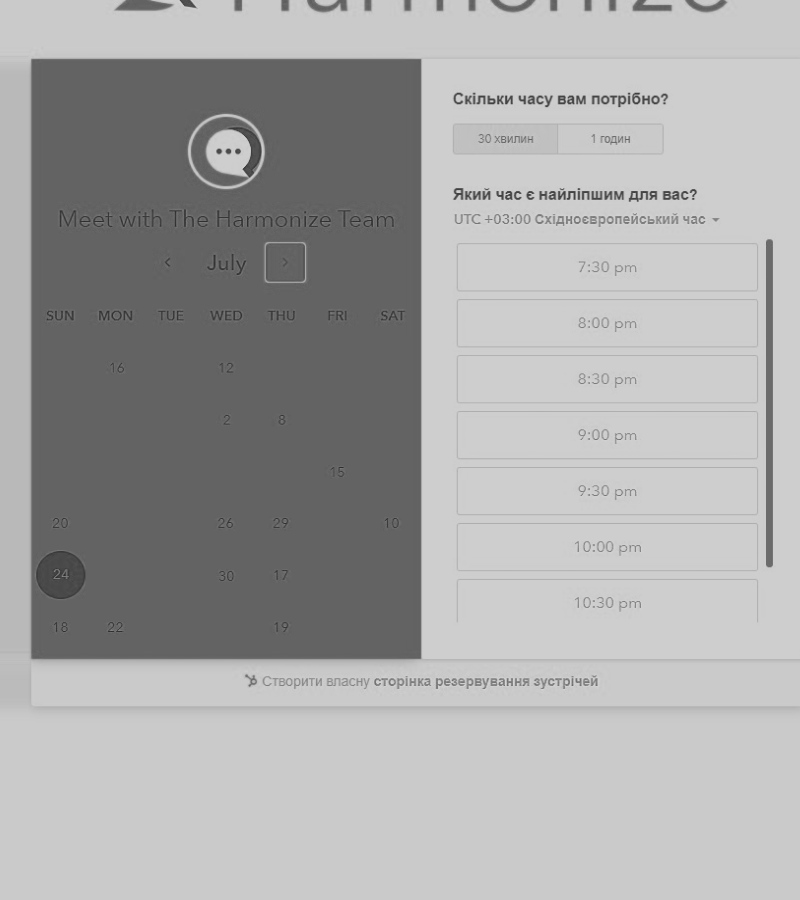 Harmonize
Meet with The Harmonize Team
July
SUN MON TUE WED THU FRI SAT
16 12
2 8
15
20 26 29 10
24 30 17
18 22 19
Скільки часу вам потрібно?
30 хвилин 1 годин
Який час є найліпшим для вас?
UTC +03:00 Східноєвропейський час
7:30 pm
8:00 pm
8:30 pm
9:00 pm
9:30 pm
10:00 pm
10:30 pm
Створити власну сторінка резервування зустрічей